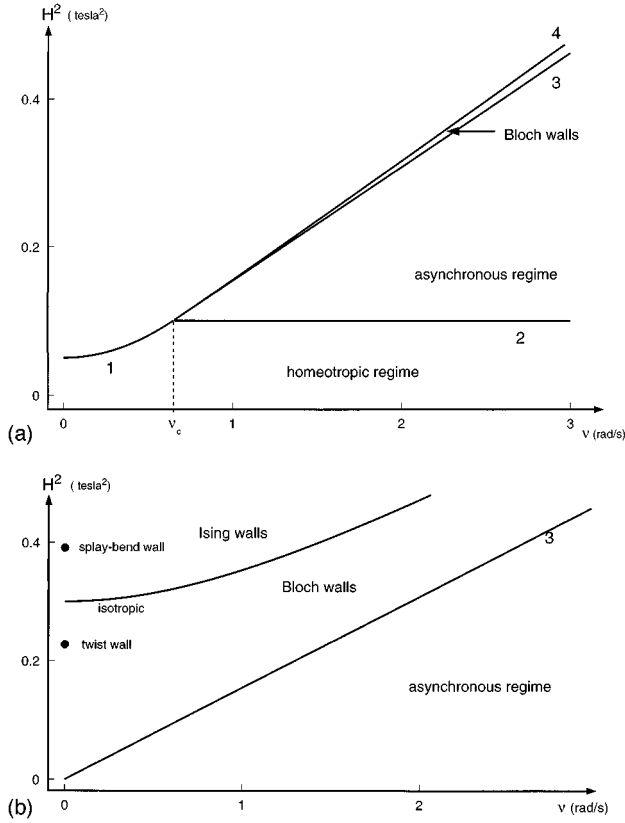 H² (tesla²)
4
3
0.4
Bloch walls
0.2
asynchronous regime
2
1
homeotropic regime
0
(a)
0
νc
1
2
3
ν (rad/s)
H² (tesla²)
Ising walls
0.4
splay-bend wall
3
Bloch walls
isotropic
twist wall
0.2
asynchronous regime
0
(b)
0
1
2
ν (rad/s)